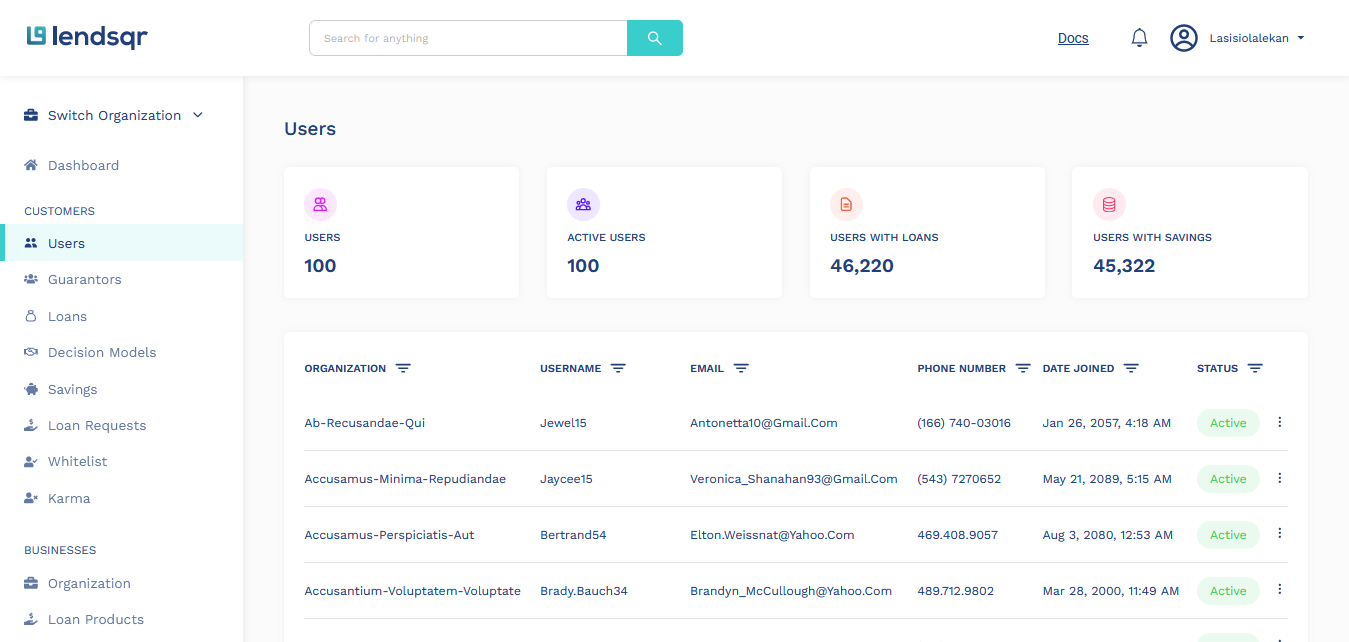 lendsqr
Search for anything
Docs
Lasisiolalekan
Switch Organization
Dashboard
CUSTOMERS
Users
Guarantors
Loans
Decision Models
Savings
Loan Requests
Whitelist
Karma
BUSINESSES
Organization
Loan Products
Users
USERS
100
ACTIVE USERS
100
USERS WITH LOANS
46,220
USERS WITH SAVINGS
45,322
ORGANIZATION USERNAME EMAIL PHONE NUMBER DATE JOINED STATUS
Ab-Recusandae-Qui Jewel15 Antonetta10@Gmail.Com (166) 740-03016 Jan 26, 2057, 4:18 AM Active
Accusamus-Minima-Repudiandae Jaycee15 Veronica_Shanahan93@Gmail.Com (543) 7270652 May 21, 2089, 5:15 AM Active
Accusamus-Perspiciatis-Aut Bertrand54 Elton.Weissnat@Yahoo.Com 469.408.9057 Aug 3, 2080, 12:53 AM Active
Accusantium-Voluptatem-Voluptate Brady.Bauch34 Brandyn_McCullough@Yahoo.Com 489.712.9802 Mar 28, 2000, 11:49 AM Active